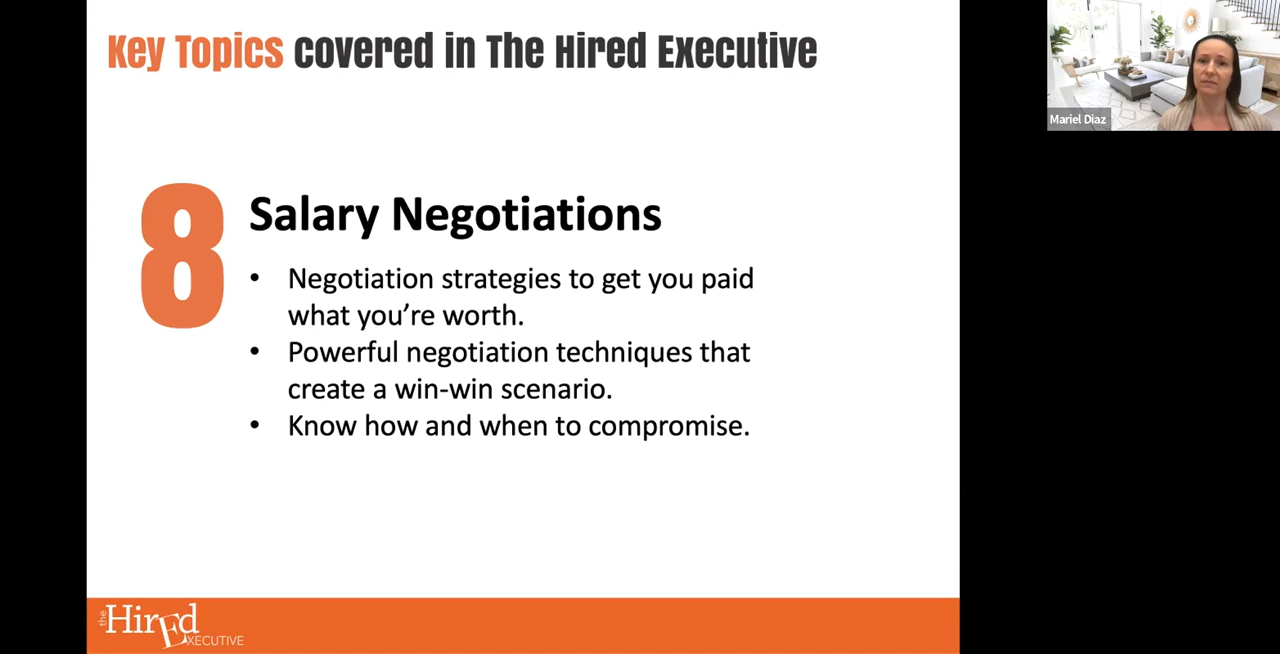 Key Topics covered in The Hired Executive
Mariel Diaz
8
Salary Negotiations
• Negotiation strategies to get you paid
what you’re worth.
• Powerful negotiation techniques that
create a win-win scenario.
• Know how and when to compromise.
the HirEd
EXECUTIVE